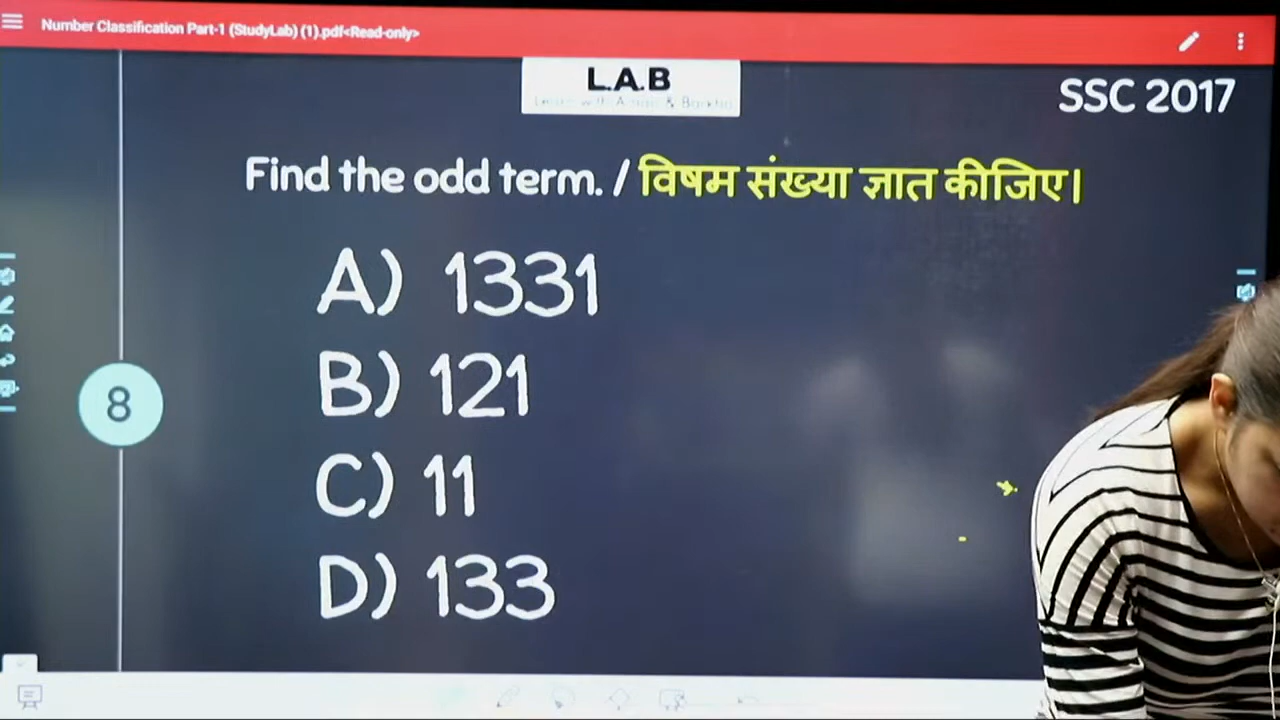 Number Classification Part-1 (StudyLab) (1).pdf<Read-only>
L.A.B
SSC 2017
Find the odd term. / विषम संख्या ज्ञात कीजिए।
A) 1331
B) 121
8
C) 11
D) 133